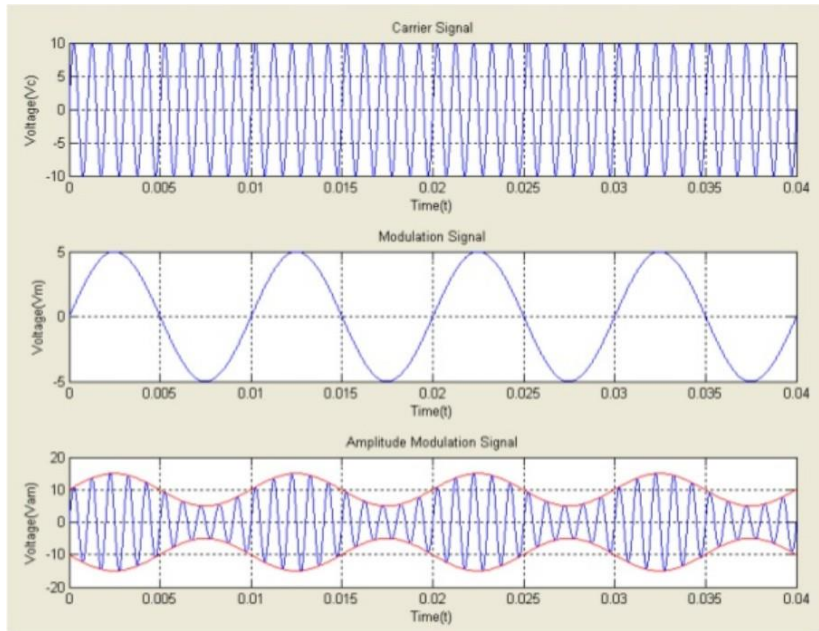 Carrier Signal
10
5
0
-5
-10
Voltage(Vc)
0 0.005 0.01 0.015 0.02 0.025 0.03 0.035 0.04
Time(t)
Modulation Signal
5
0
-5
Voltage(Vm)
0 0.005 0.01 0.015 0.02 0.025 0.03 0.035 0.04
Time(t)
Amplitude Modulation Signal
20
10
0
-10
-20
Voltage(Vam)
0 0.005 0.01 0.015 0.02 0.025 0.03 0.035 0.04
Time(t)